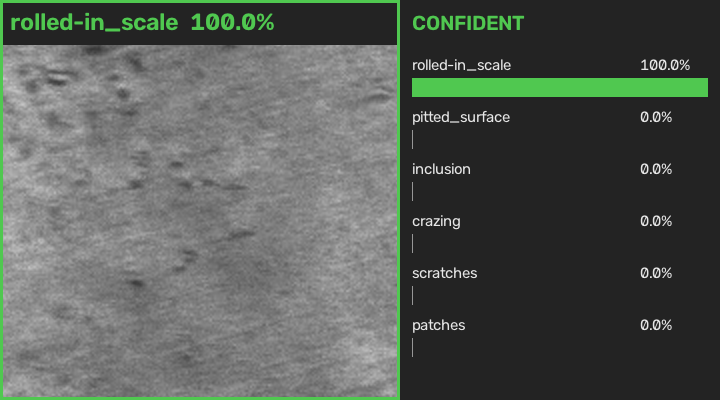 rolled-in_scale 100.0%
CONFIDENT
rolled-in_scale 100.0%
pitted_surface 0.0%
inclusion 0.0%
crazing 0.0%
scratches 0.0%
patches 0.0%